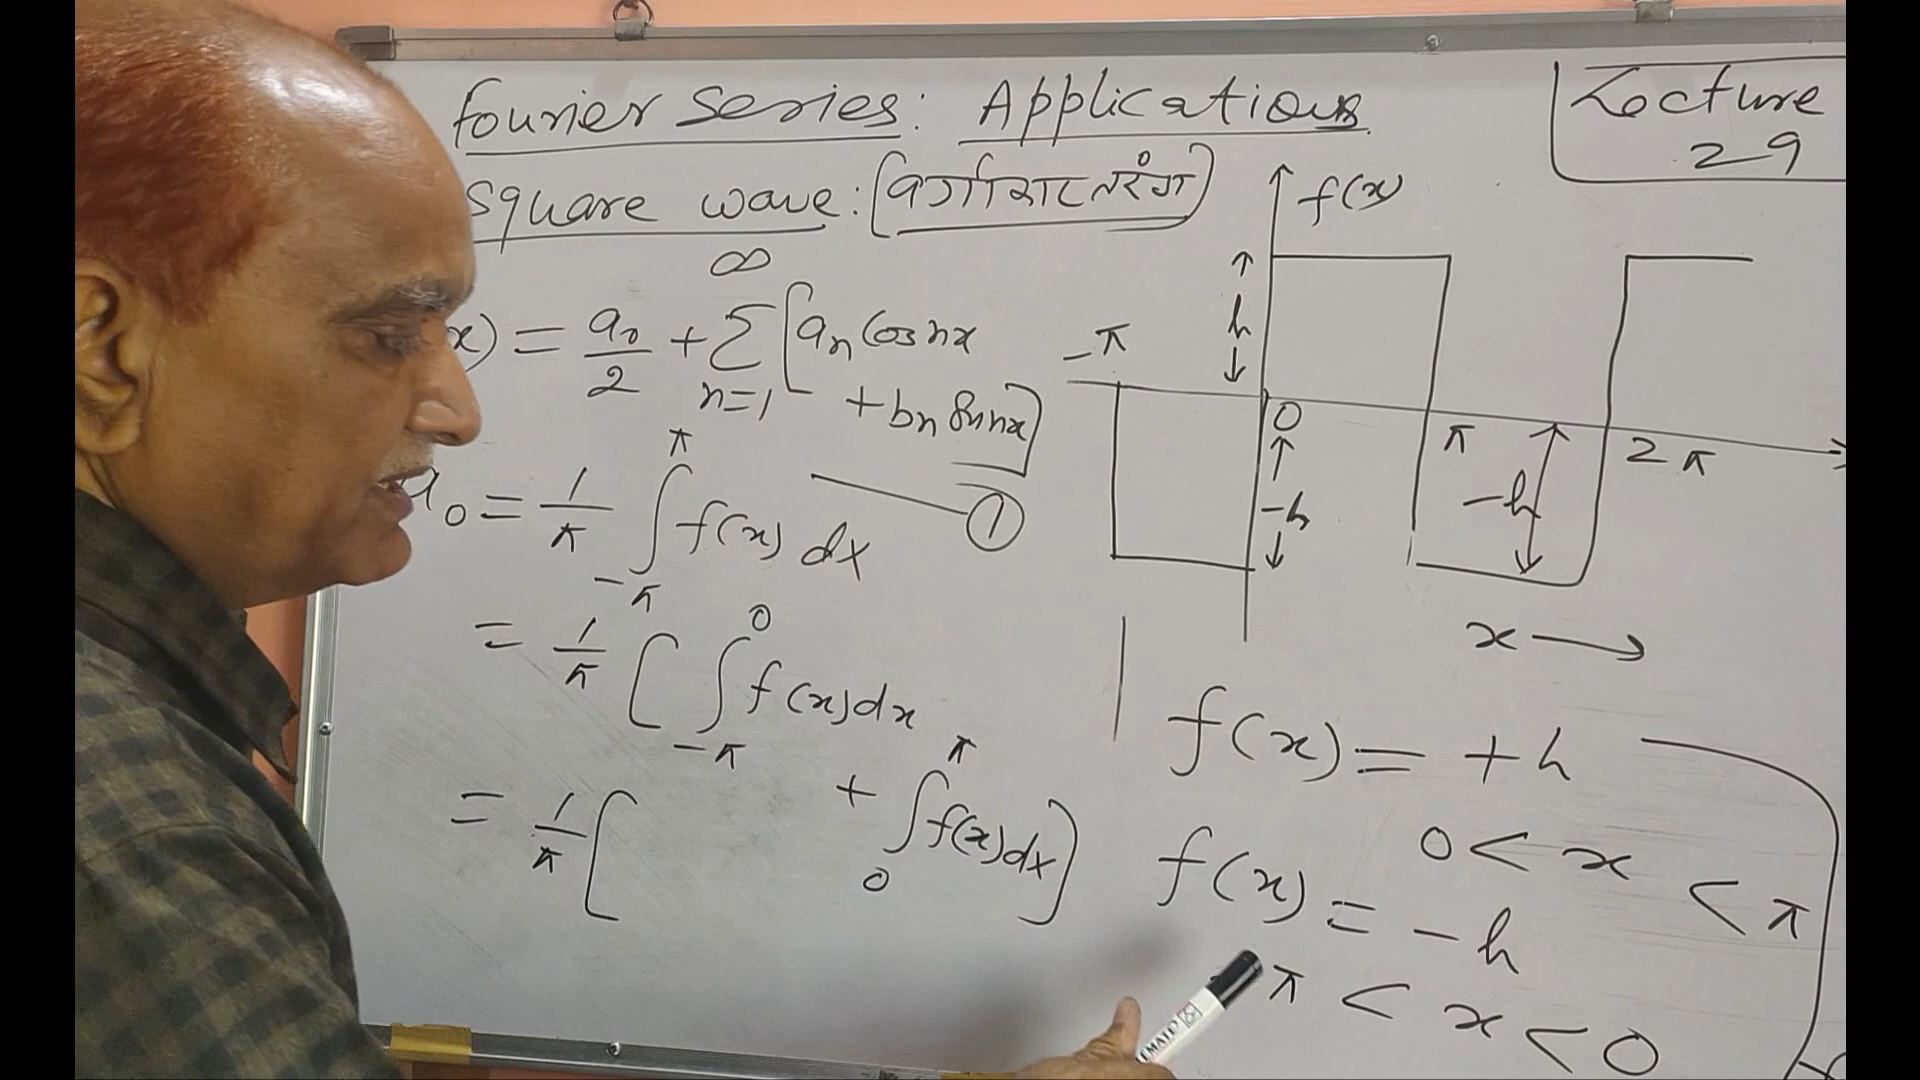 Fourier Series: Applications
Lecture
29
Square wave: (वर्गाकार तरंग)
x) = a₀/2 + ∞Σn=1 [an Cos nx
+ bn Sin nx]
①
a₀ = 1/π ∫-π^π f(x) dx
= 1/π [ ∫-π^0 f(x) dx
= 1/π [
+ ∫0^π f(x) dx]
f(x)
h
-π
0
π
2π
-h
-h
x →
f(x) = +h
0 < x < π
f(x) = -h
π < x < 0